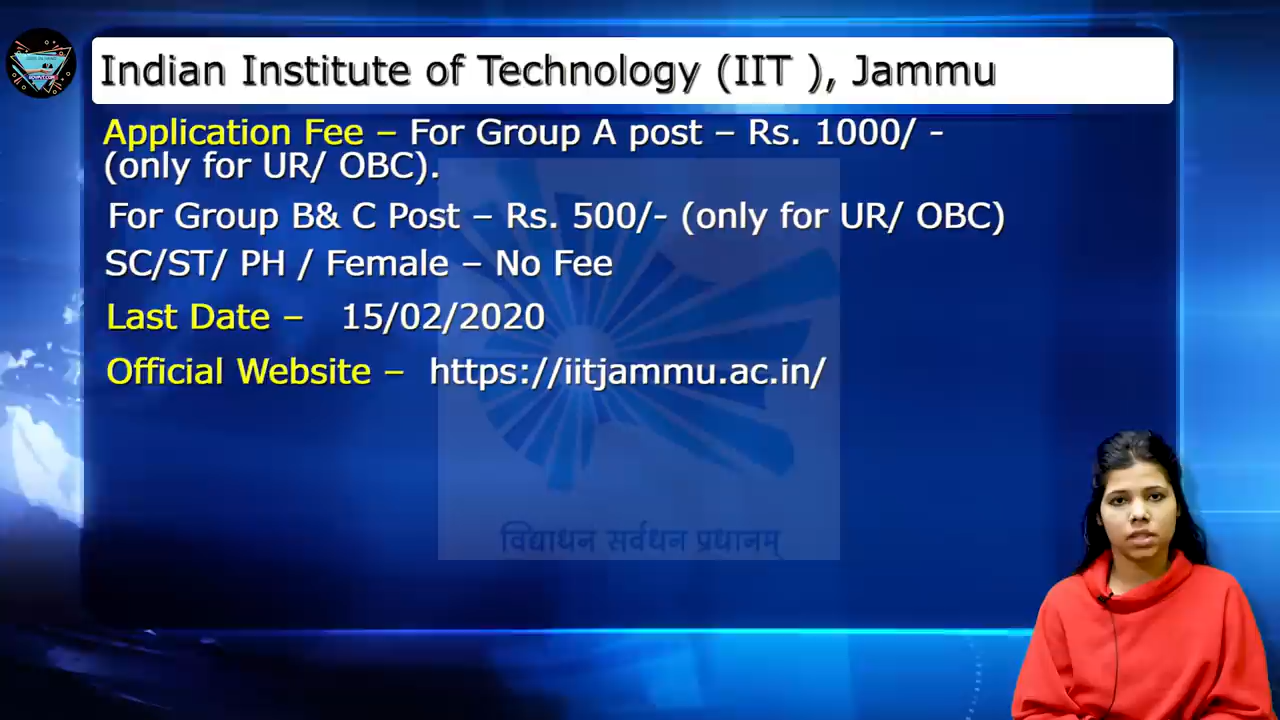 Indian Institute of Technology (IIT ), Jammu
Application Fee – For Group A post – Rs. 1000/ -
(only for UR/ OBC).
For Group B& C Post – Rs. 500/- (only for UR/ OBC)
SC/ST/ PH / Female – No Fee
Last Date – 15/02/2020
Official Website – https://iitjammu.ac.in/
विद्याधनं सर्वधन प्रधानम्